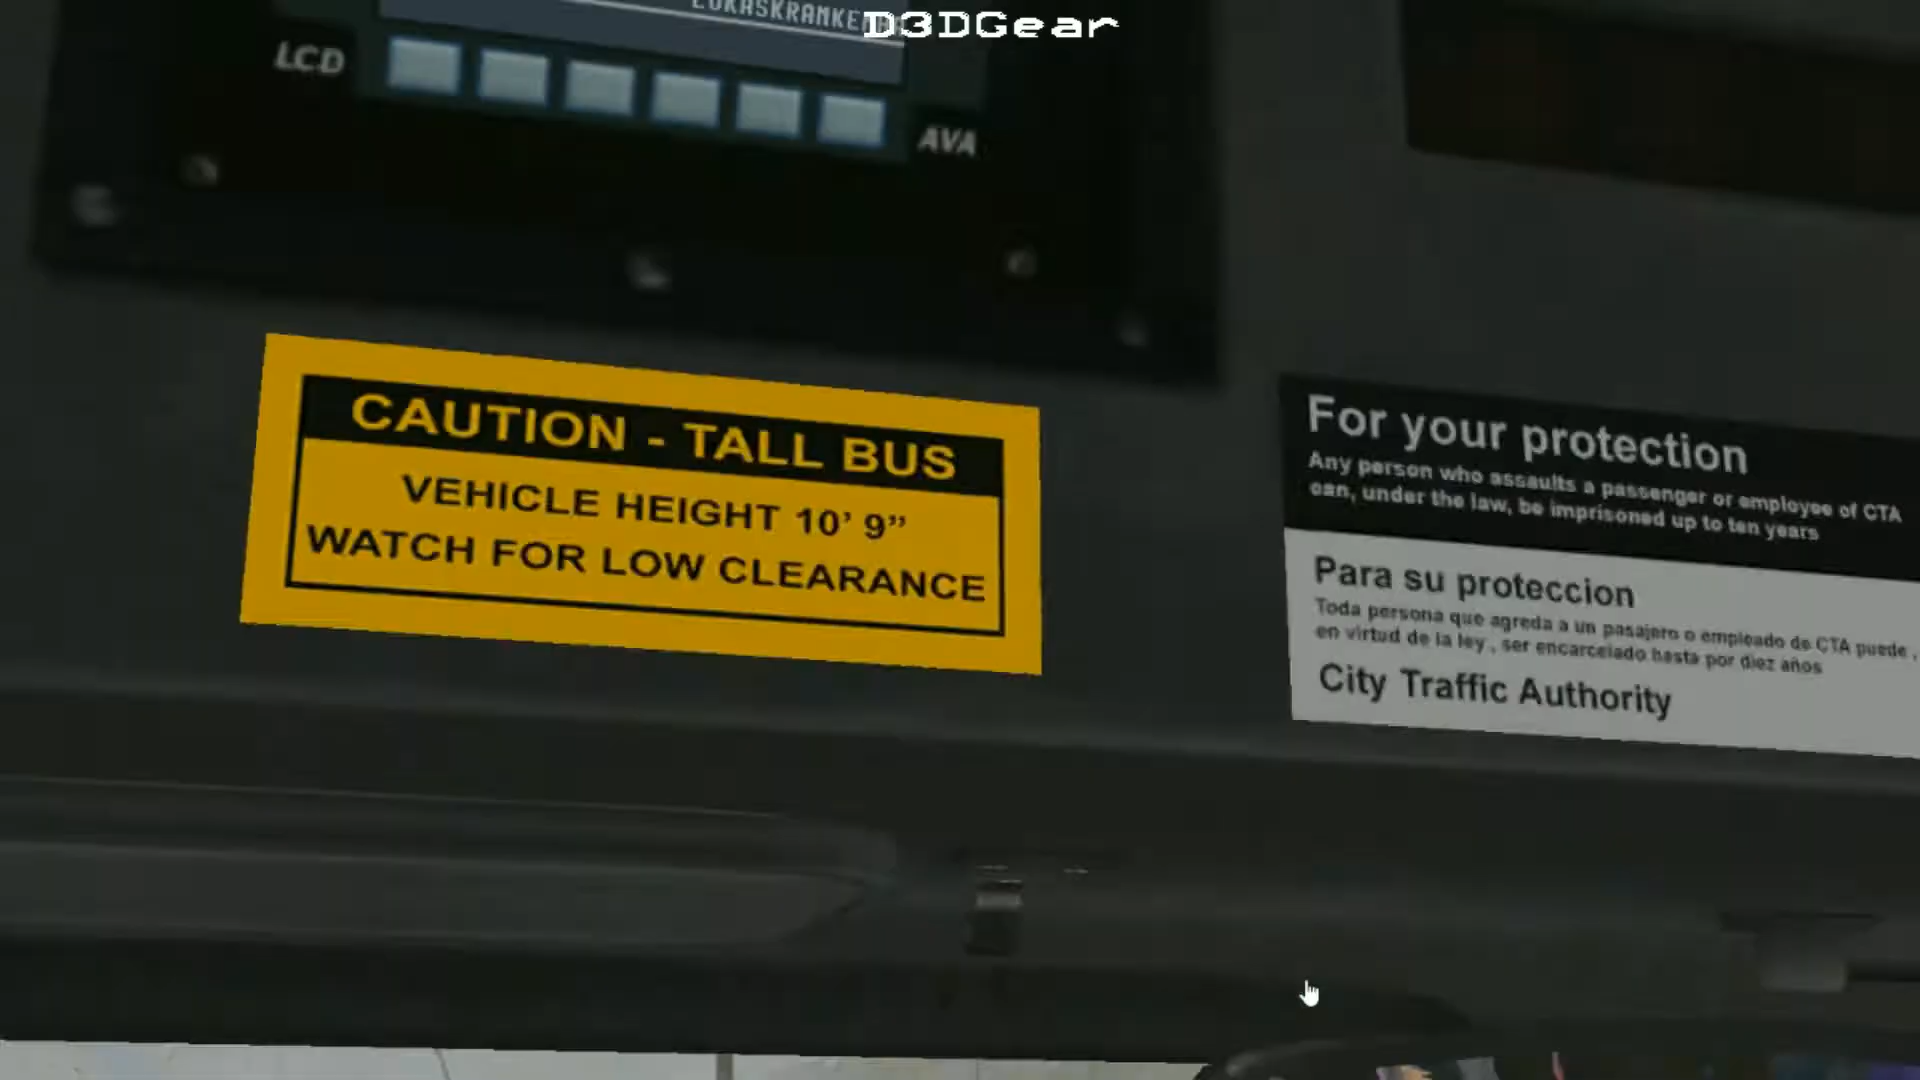 D3DGear
LCD
AVA
CAUTION - TALL BUS
VEHICLE HEIGHT 10’ 9”
WATCH FOR LOW CLEARANCE
For your protection
Any person who assaults a passenger or employee of CTA
can, under the law, be imprisoned up to ten years
Para su proteccion
Toda persona que agreda a un pasajero o empleado de CTA puede ,
en virtud de la ley , ser encarcelado hasta por diez años
City Traffic Authority